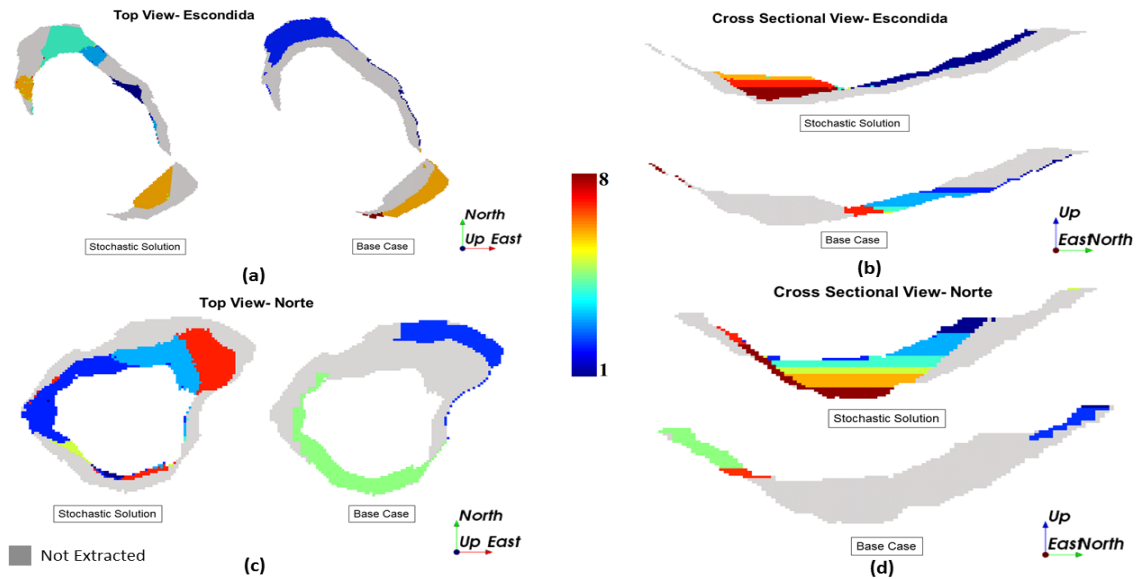 Top View- Escondida
Stochastic Solution
Base Case
North
Up East
(a)
Cross Sectional View- Escondida
Stochastic Solution
Base Case
Up
EastNorth
(b)
8
1
Top View- Norte
Stochastic Solution
Base Case
North
Up East
Not Extracted
(c)
Cross Sectional View- Norte
Stochastic Solution
Base Case
Up
EastNorth
(d)